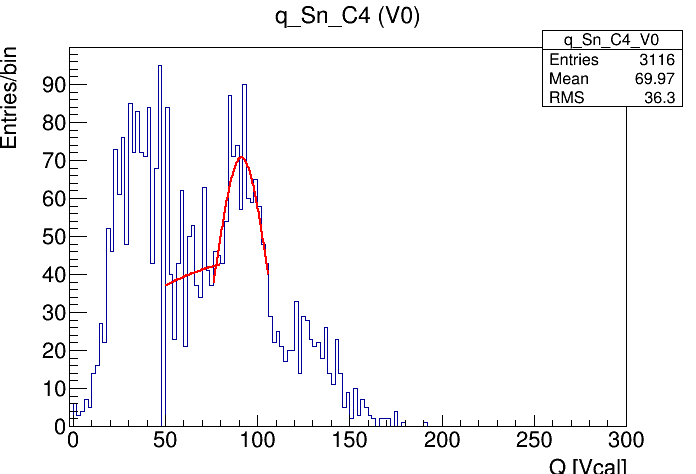 q_Sn_C4 (V0)
q_Sn_C4_V0
Entries 3116
Mean 69.97
RMS 36.3
Entries/bin
90
80
70
60
50
40
30
20
10
0
0 50 100 150 200 250 300
Q [Vcal]